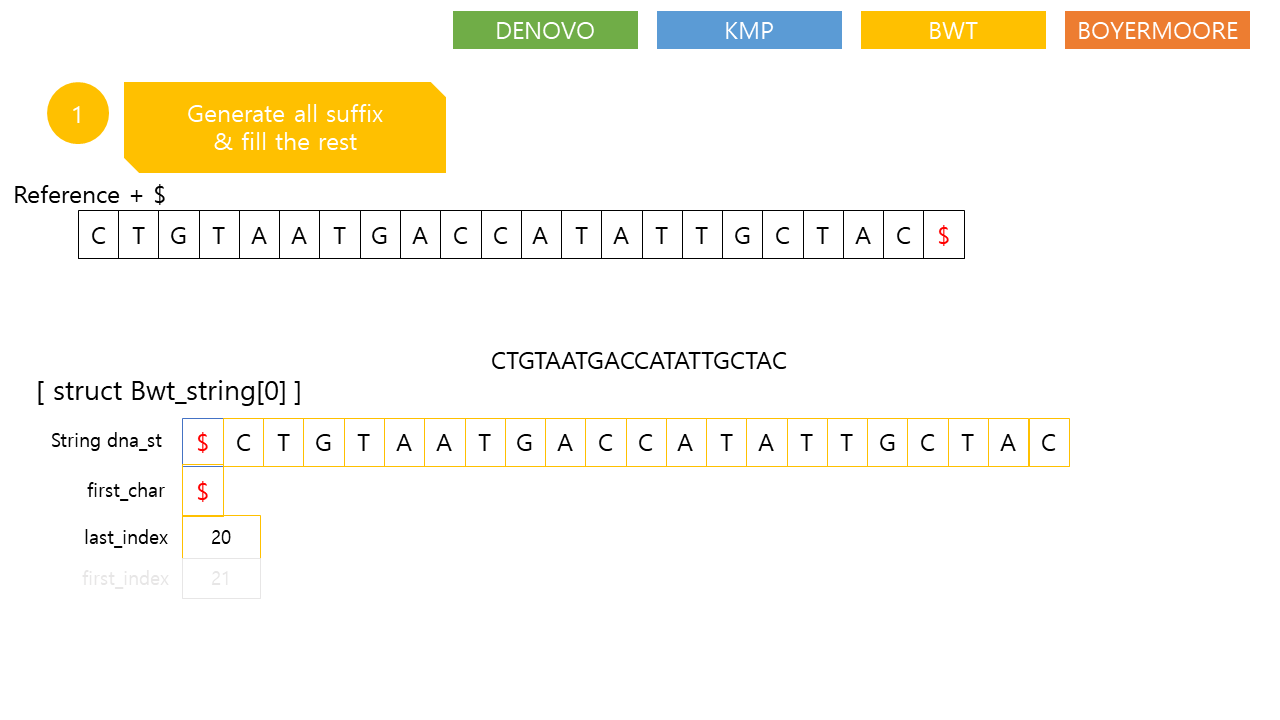 DENOVO KMP BWT BOYERMOORE
1
Generate all suffix
& fill the rest
Reference + $
C T G T A A T G A C C A T A T T G C T A C $
CTGTAATGACCATATTGCTAC
[ struct Bwt_string[0] ]
String dna_st $ C T G T A A T G A C C A T A T T G C T A C
first_char $
last_index 20
first_index 21